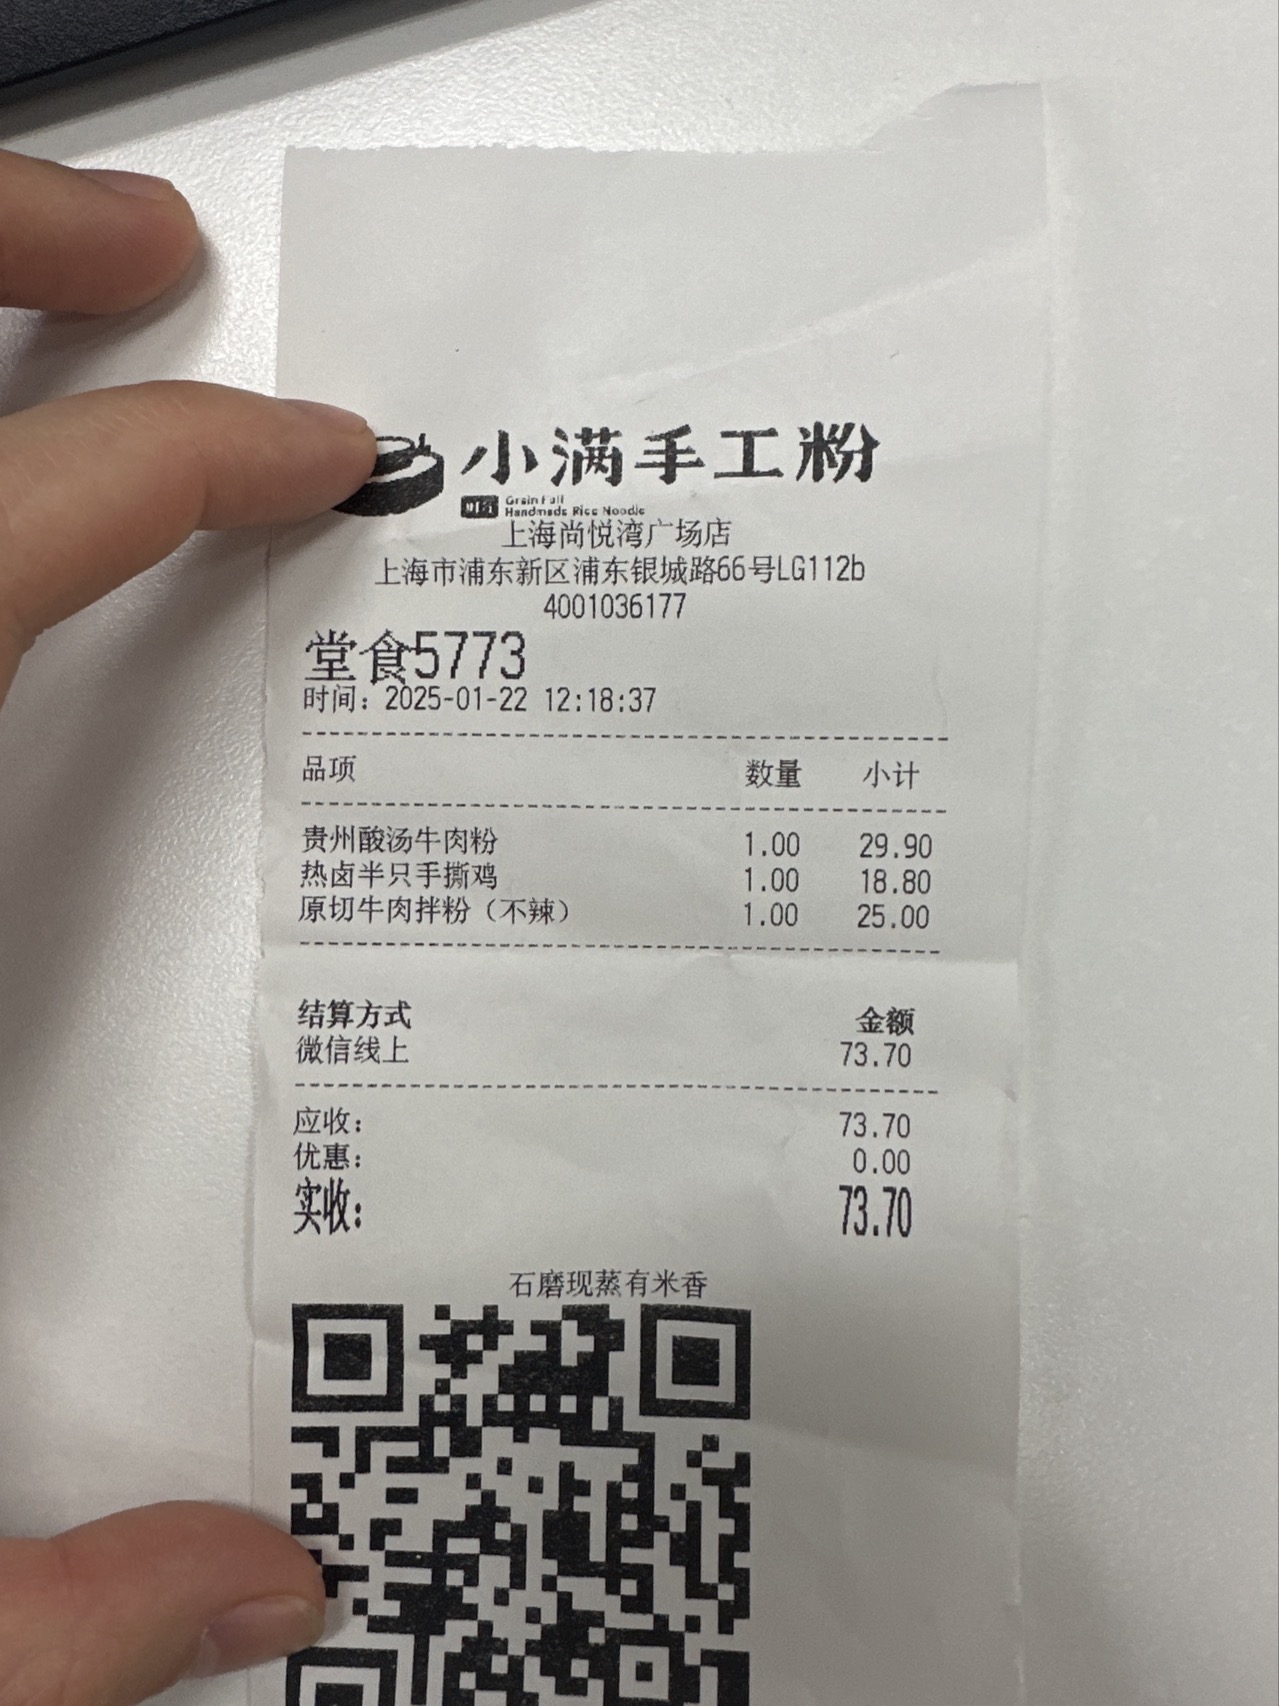 小满手工粉
Grain Full
Handmade Rice Noodle
上海尚悦湾广场店
上海市浦东新区浦东银城路66号LG112b
4001036177
堂食5773
时间：2025-01-22 12:18:37
品项 数量 小计
贵州酸汤牛肉粉 1.00 29.90
热卤半只手撕鸡 1.00 18.80
原切牛肉拌粉（不辣） 1.00 25.00
结算方式 金额
微信线上 73.70
应收： 73.70
优惠： 0.00
实收： 73.70
石磨现蒸有米香